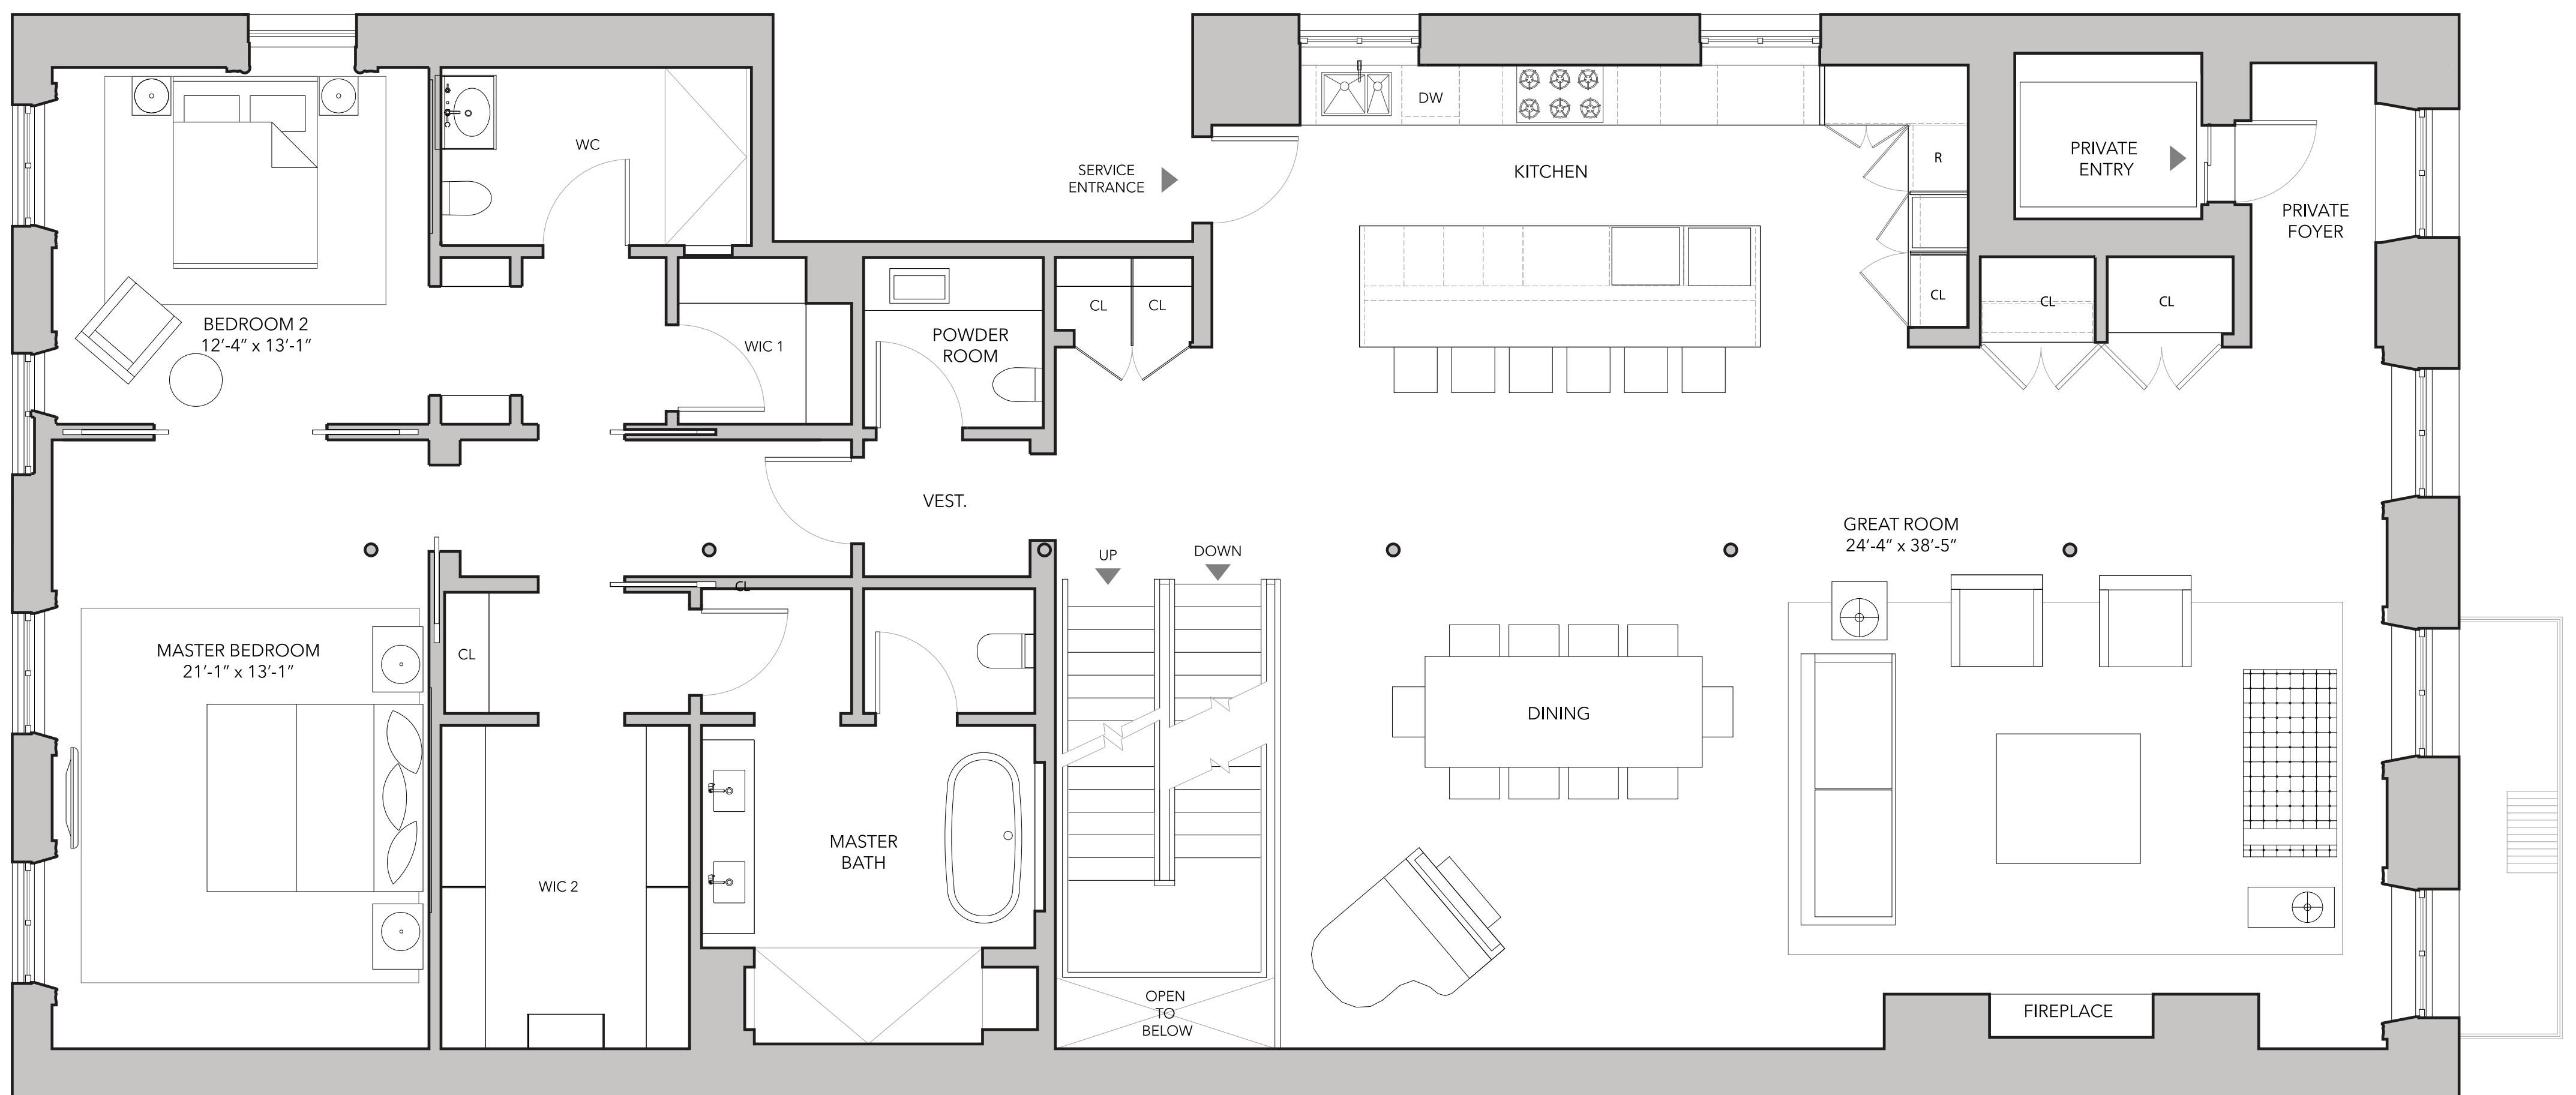 WC
DW
SERVICE
ENTRANCE
KITCHEN
R
PRIVATE
ENTRY
PRIVATE
FOYER
BEDROOM 2
12'-4" x 13'-1"
WIC 1
POWDER
ROOM
CL
CL
CL
CL
CL
VEST.
GREAT ROOM
24'-4" x 38'-5"
UP
DOWN
CL
MASTER BEDROOM
21'-1" x 13'-1"
CL
DINING
MASTER
BATH
WIC 2
OPEN
TO
BELOW
FIREPLACE